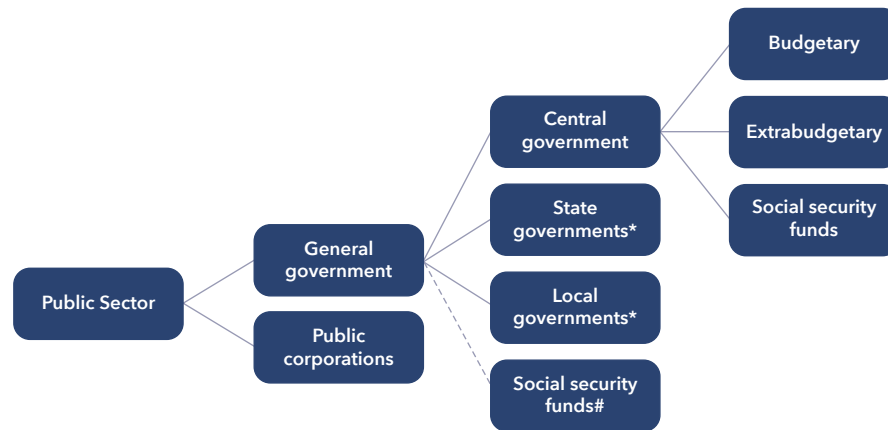 Public Sector
General
government
Public
corporations
Central
government
State
governments*
Local
governments*
Social security
funds#
Budgetary
Extrabudgetary
Social security
funds